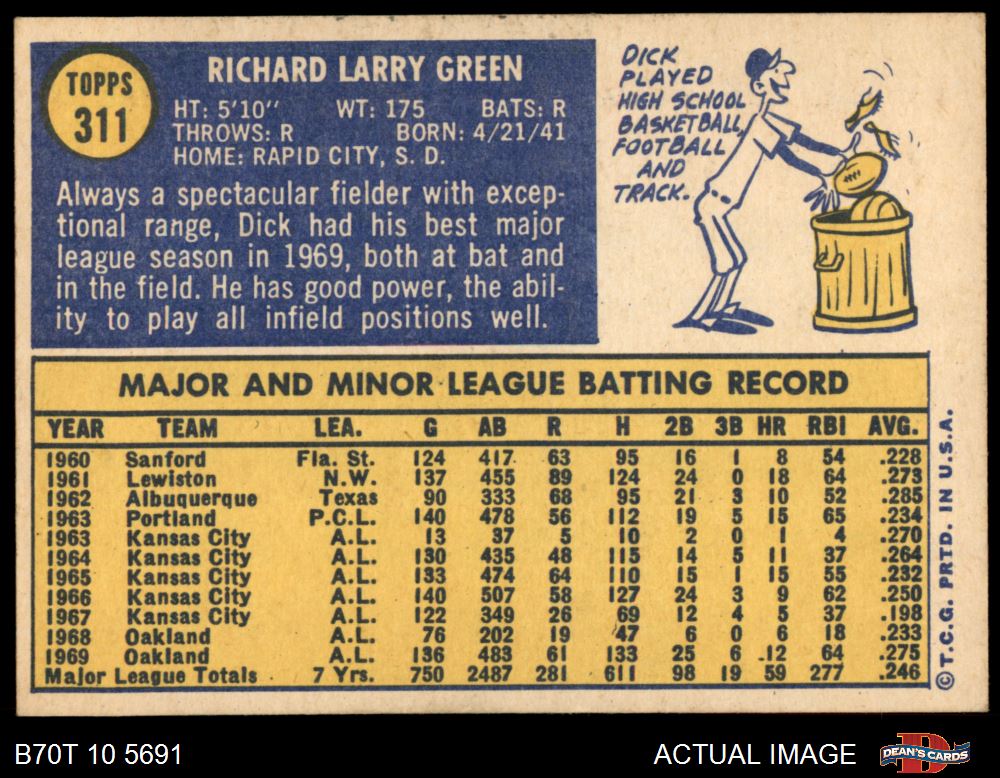 TOPPS
311
RICHARD LARRY GREEN
HT: 5'10" WT: 175 BATS: R
THROWS: R BORN: 4/21/41
HOME: RAPID CITY, S. D.
Always a spectacular fielder with excep-
tional range, Dick had his best major
league season in 1969, both at bat and
in the field. He has good power, the abil-
ity to play all infield positions well.
DICK
PLAYED
HIGH SCHOOL
BASKETBALL,
FOOTBALL
AND
TRACK.
MAJOR AND MINOR LEAGUE BATTING RECORD
YEAR TEAM LEA. G AB R H 2B 3B HR RBI AVG.
1960 Sanford Fla. St. 124 417 63 95 16 1 8 54 .228
1961 Lewiston N.W. 137 455 89 124 24 0 18 64 .273
1962 Albuquerque Texas 90 333 68 95 21 3 10 52 .285
1963 Portland P.C.L. 140 478 56 112 19 5 15 65 .234
1963 Kansas City A.L. 13 37 5 10 2 0 1 4 .270
1964 Kansas City A.L. 130 435 48 115 14 5 11 37 .264
1965 Kansas City A.L. 133 474 64 110 15 1 15 55 .232
1966 Kansas City A.L. 140 507 58 127 24 3 9 62 .250
1967 Kansas City A.L. 122 349 26 69 12 4 5 37 .198
1968 Oakland A.L. 76 202 19 47 6 0 6 18 .233
1969 Oakland A.L. 136 483 61 133 25 6 12 64 .275
Major League Totals 7 Yrs. 750 2487 281 611 98 19 59 277 .246
© T.C.G. PRTD. IN U.S.A.
B70T 10 5691
ACTUAL IMAGE
D
DEAN'S CARDS